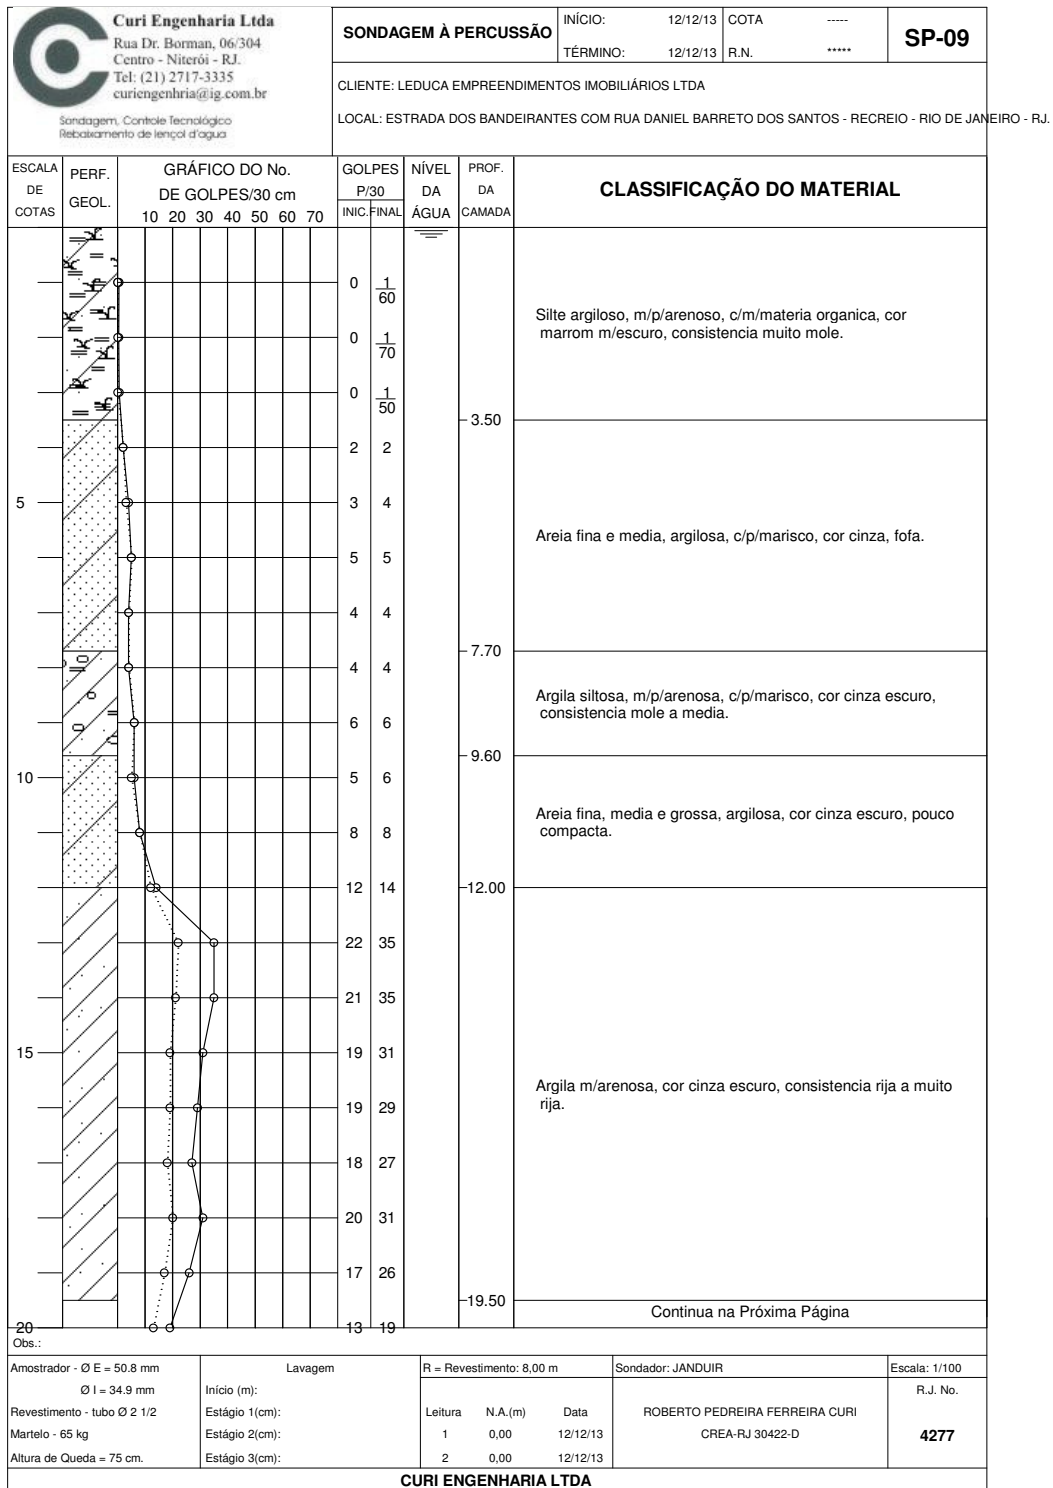 Curi Engenharia Ltda
Rua Dr. Borman, 06/304
Centro - Niterói - RJ.
Tel: (21) 2717-3335
curiengenhria@ig.com.br
Sondagem, Controle Tecnológico
Rebaixamento de lençol d'agua
SONDAGEM À PERCUSSÃO
INÍCIO: 12/12/13
TÉRMINO: 12/12/13
COTA -----
R.N. *****
SP-09
CLIENTE: LEDUCA EMPREENDIMENTOS IMOBILIÁRIOS LTDA
LOCAL: ESTRADA DOS BANDEIRANTES COM RUA DANIEL BARRETO DOS SANTOS - RECREIO - RIO DE JANEIRO - RJ.
ESCALA
DE
COTAS
PERF.
GEOL.
GRÁFICO DO No.
DE GOLPES/30 cm
10 20 30 40 50 60 70
GOLPES
P/30
INIC. FINAL
NÍVEL
DA
ÁGUA
PROF.
DA
CAMADA
CLASSIFICAÇÃO DO MATERIAL
0 1
60
Silte argiloso, m/p/arenoso, c/m/materia organica, cor
marrom m/escuro, consistencia muito mole.
0 1
70
0 1
50
3.50
2 2
5 3 4
Areia fina e media, argilosa, c/p/marisco, cor cinza, fofa.
5 5
4 4
7.70
4 4
Argila siltosa, m/p/arenosa, c/p/marisco, cor cinza escuro,
consistencia mole a media.
6 6
9.60
10 5 6
Areia fina, media e grossa, argilosa, cor cinza escuro, pouco
compacta.
8 8
12 14 12.00
22 35
21 35
15 19 31
Argila m/arenosa, cor cinza escuro, consistencia rija a muito
rija.
19 29
18 27
20 31
17 26
19.50
Continua na Próxima Página
20 13 19
Obs.:
Amostrador - Ø E = 50.8 mm
Ø I = 34.9 mm
Revestimento - tubo Ø 2 1/2
Martelo - 65 kg
Altura de Queda = 75 cm.
Lavagem
Início (m):
Estágio 1(cm):
Estágio 2(cm):
Estágio 3(cm):
R = Revestimento: 8,00 m
Leitura N.A.(m) Data
1 0,00 12/12/13
2 0,00 12/12/13
Sondador: JANDUIR
ROBERTO PEDREIRA FERREIRA CURI
CREA-RJ 30422-D
Escala: 1/100
R.J. No.
4277
CURI ENGENHARIA LTDA